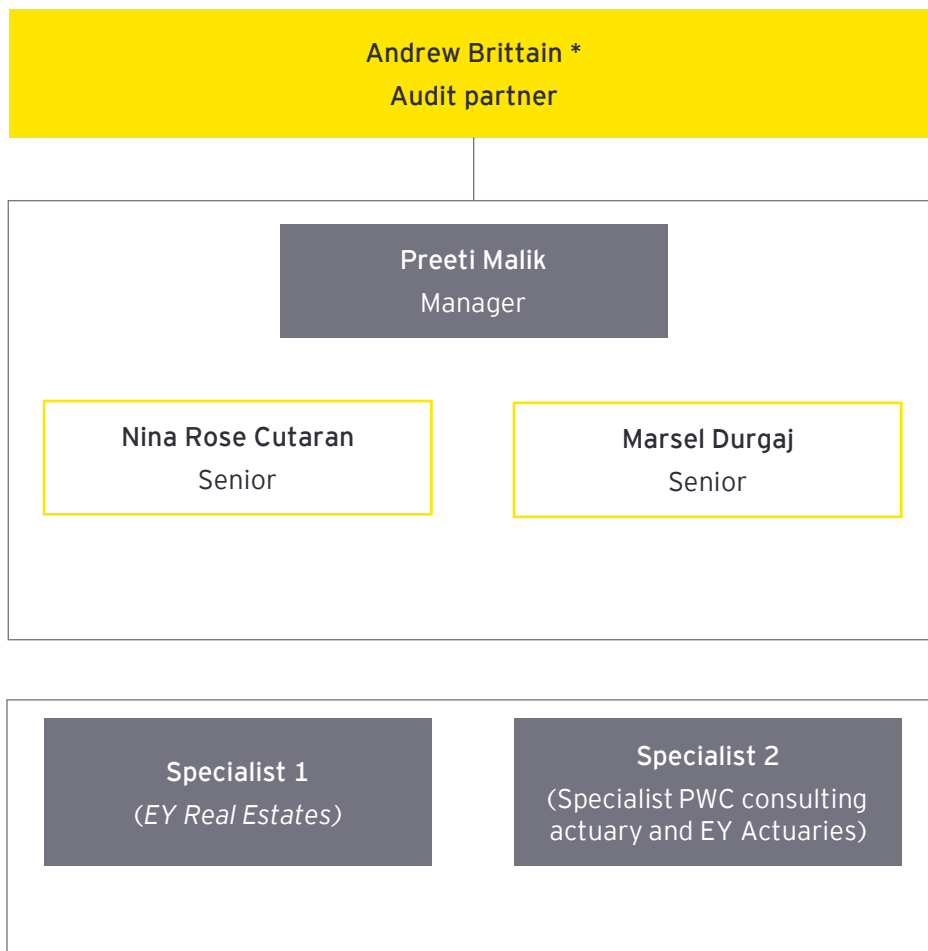 Andrew Brittain *
Audit partner
Preeti Malik
Manager
Nina Rose Cutaran
Senior
Marsel Durgaj
Senior
Specialist 1
(EY Real Estates)
Specialist 2
(Specialist PWC consulting
actuary and EY Actuaries)